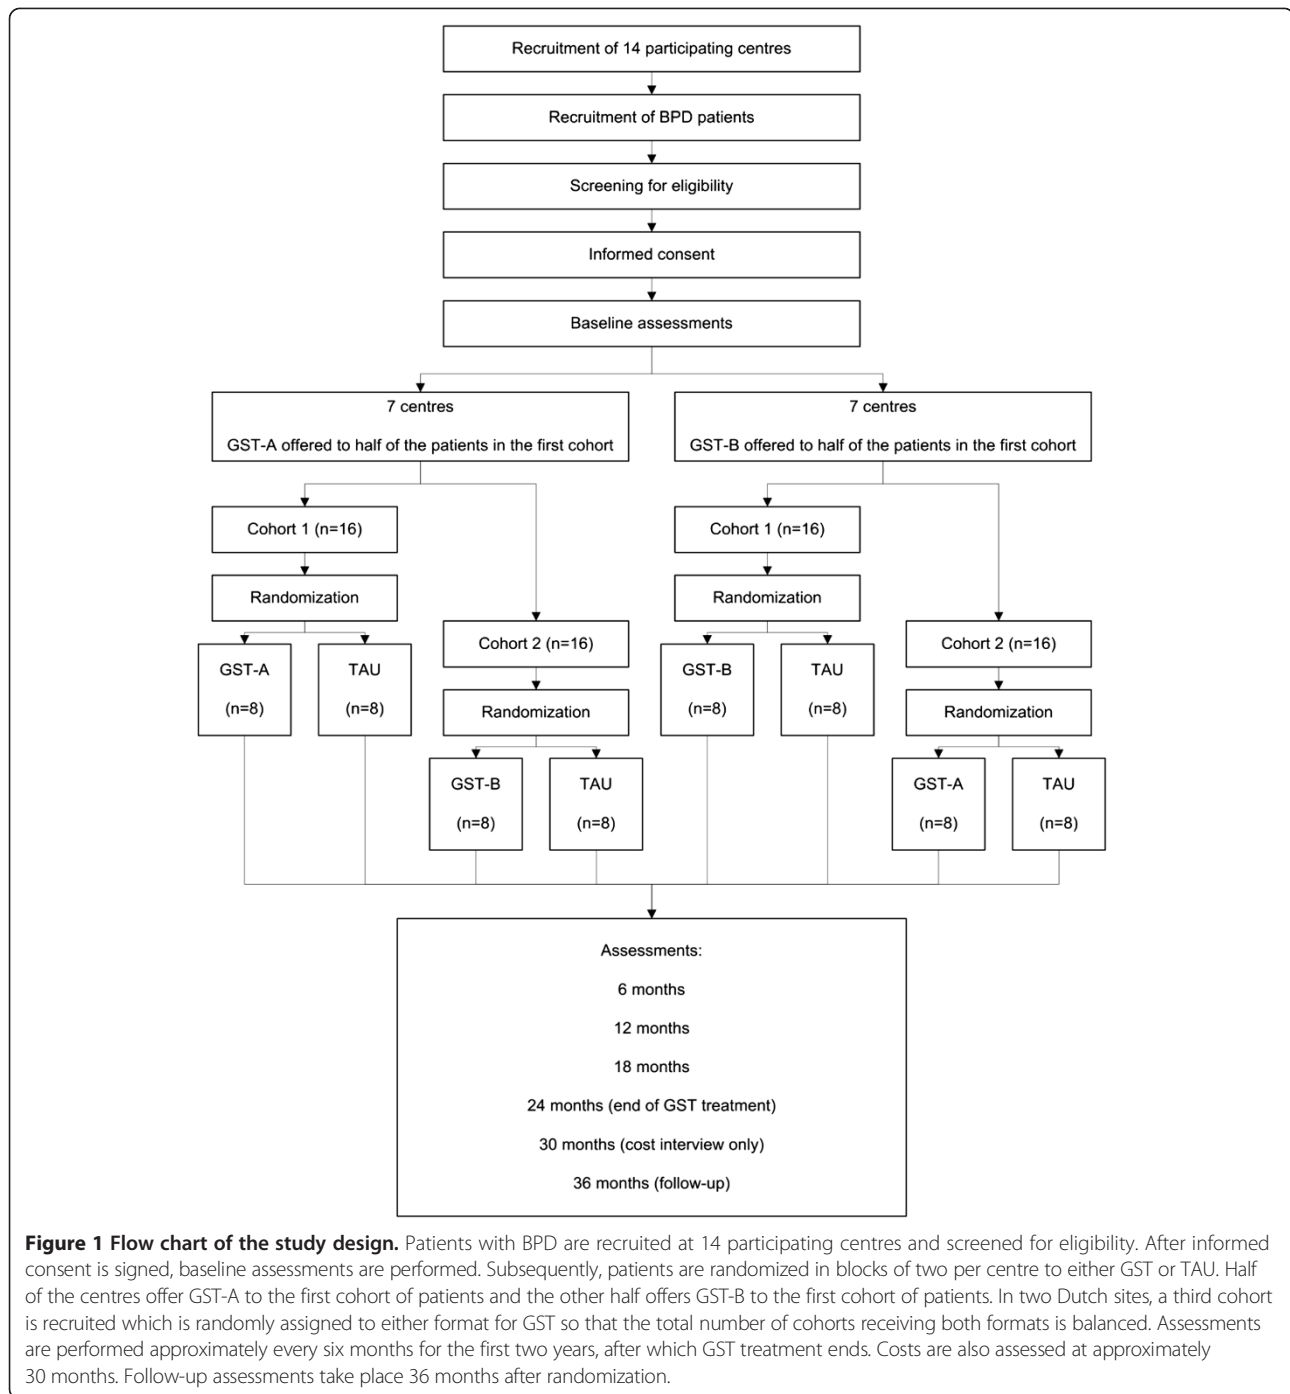 Recruitment of 14 participating centres
Recruitment of BPD patients
Screening for eligibility
Informed consent
Baseline assessments
7 centres
GST-A offered to half of the patients in the first cohort
7 centres
GST-B offered to half of the patients in the first cohort
Cohort 1 (n=16)
Randomization
GST-A
(n=8)
TAU
(n=8)
Cohort 2 (n=16)
Randomization
GST-B
(n=8)
TAU
(n=8)
Cohort 1 (n=16)
Randomization
GST-B
(n=8)
TAU
(n=8)
Cohort 2 (n=16)
Randomization
GST-A
(n=8)
TAU
(n=8)
Assessments:
6 months
12 months
18 months
24 months (end of GST treatment)
30 months (cost interview only)
36 months (follow-up)
Figure 1 Flow chart of the study design. Patients with BPD are recruited at 14 participating centres and screened for eligibility. After informed
consent is signed, baseline assessments are performed. Subsequently, patients are randomized in blocks of two per centre to either GST or TAU. Half
of the centres offer GST-A to the first cohort of patients and the other half offers GST-B to the first cohort of patients. In two Dutch sites, a third cohort
is recruited which is randomly assigned to either format for GST so that the total number of cohorts receiving both formats is balanced. Assessments
are performed approximately every six months for the first two years, after which GST treatment ends. Costs are also assessed at approximately
30 months. Follow-up assessments take place 36 months after randomization.